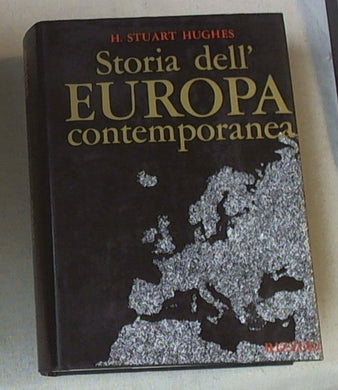 H. STUART HUGHES
Storia dell'
EUROPA
contemporanea